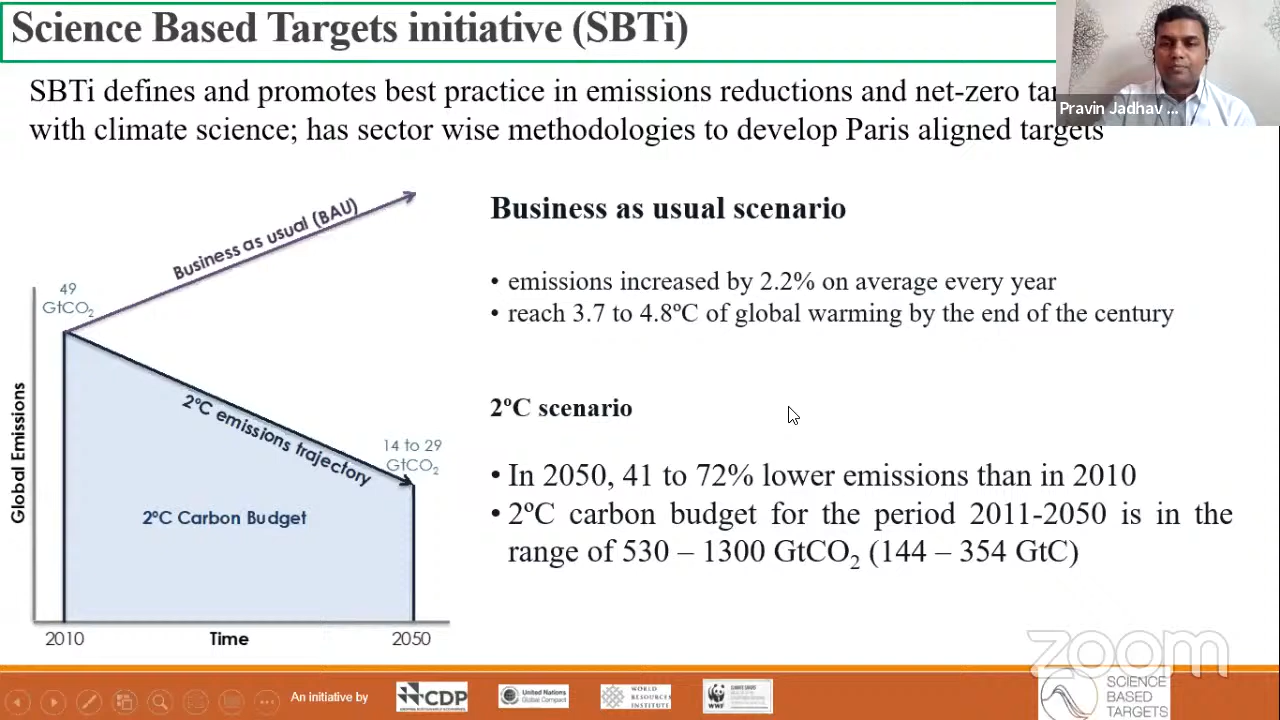 Science Based Targets initiative (SBTi)
SBTi defines and promotes best practice in emissions reductions and net-zero
with climate science; has sector wise methodologies to develop Paris aligned targets
Pravin Jadhav ...
Business as usual (BAU)
49
GtCO₂
2ºC emissions trajectory
14 to 29
GtCO₂
2ºC Carbon Budget
Global Emissions
2010
Time
2050
Business as usual scenario
• emissions increased by 2.2% on average every year
• reach 3.7 to 4.8ºC of global warming by the end of the century
2ºC scenario
• In 2050, 41 to 72% lower emissions than in 2010
• 2ºC carbon budget for the period 2011-2050 is in the
range of 530 – 1300 GtCO₂ (144 – 354 GtC)
zoom
An initiative by
CDP
United Nations
Global Compact
WORLD
RESOURCES
INSTITUTE
WWF
SCIENCE
BASED
TARGETS